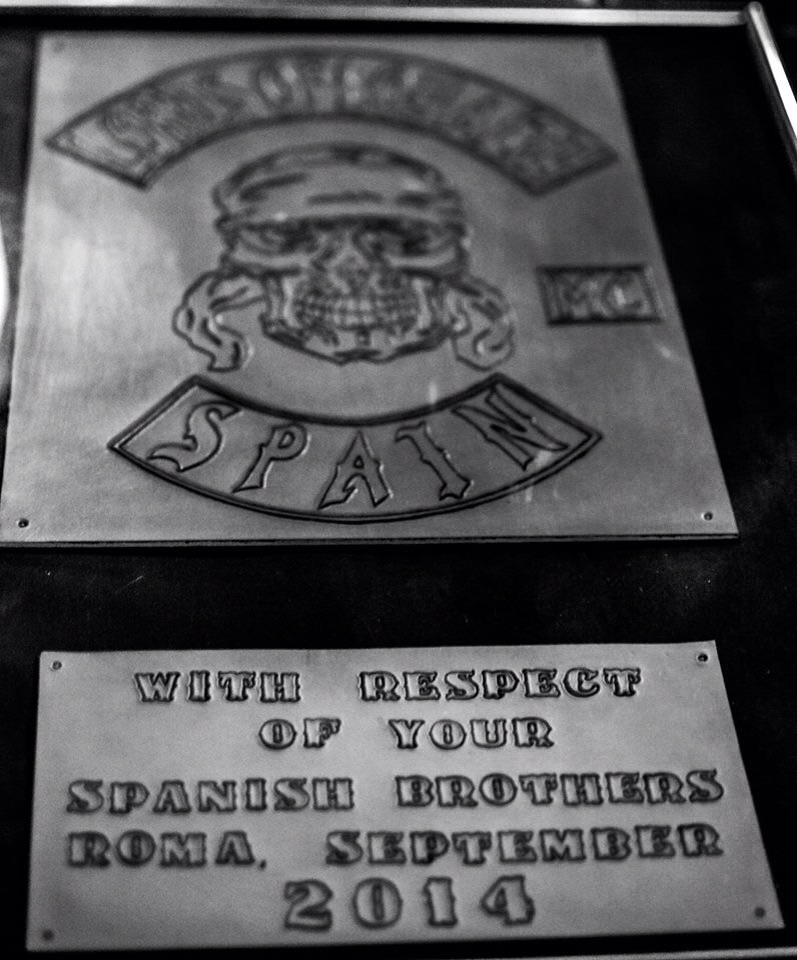 MC
SPAIN
WITH RESPECT
OF YOUR
SPANISH BROTHERS
ROMA, SEPTEMBER
2014